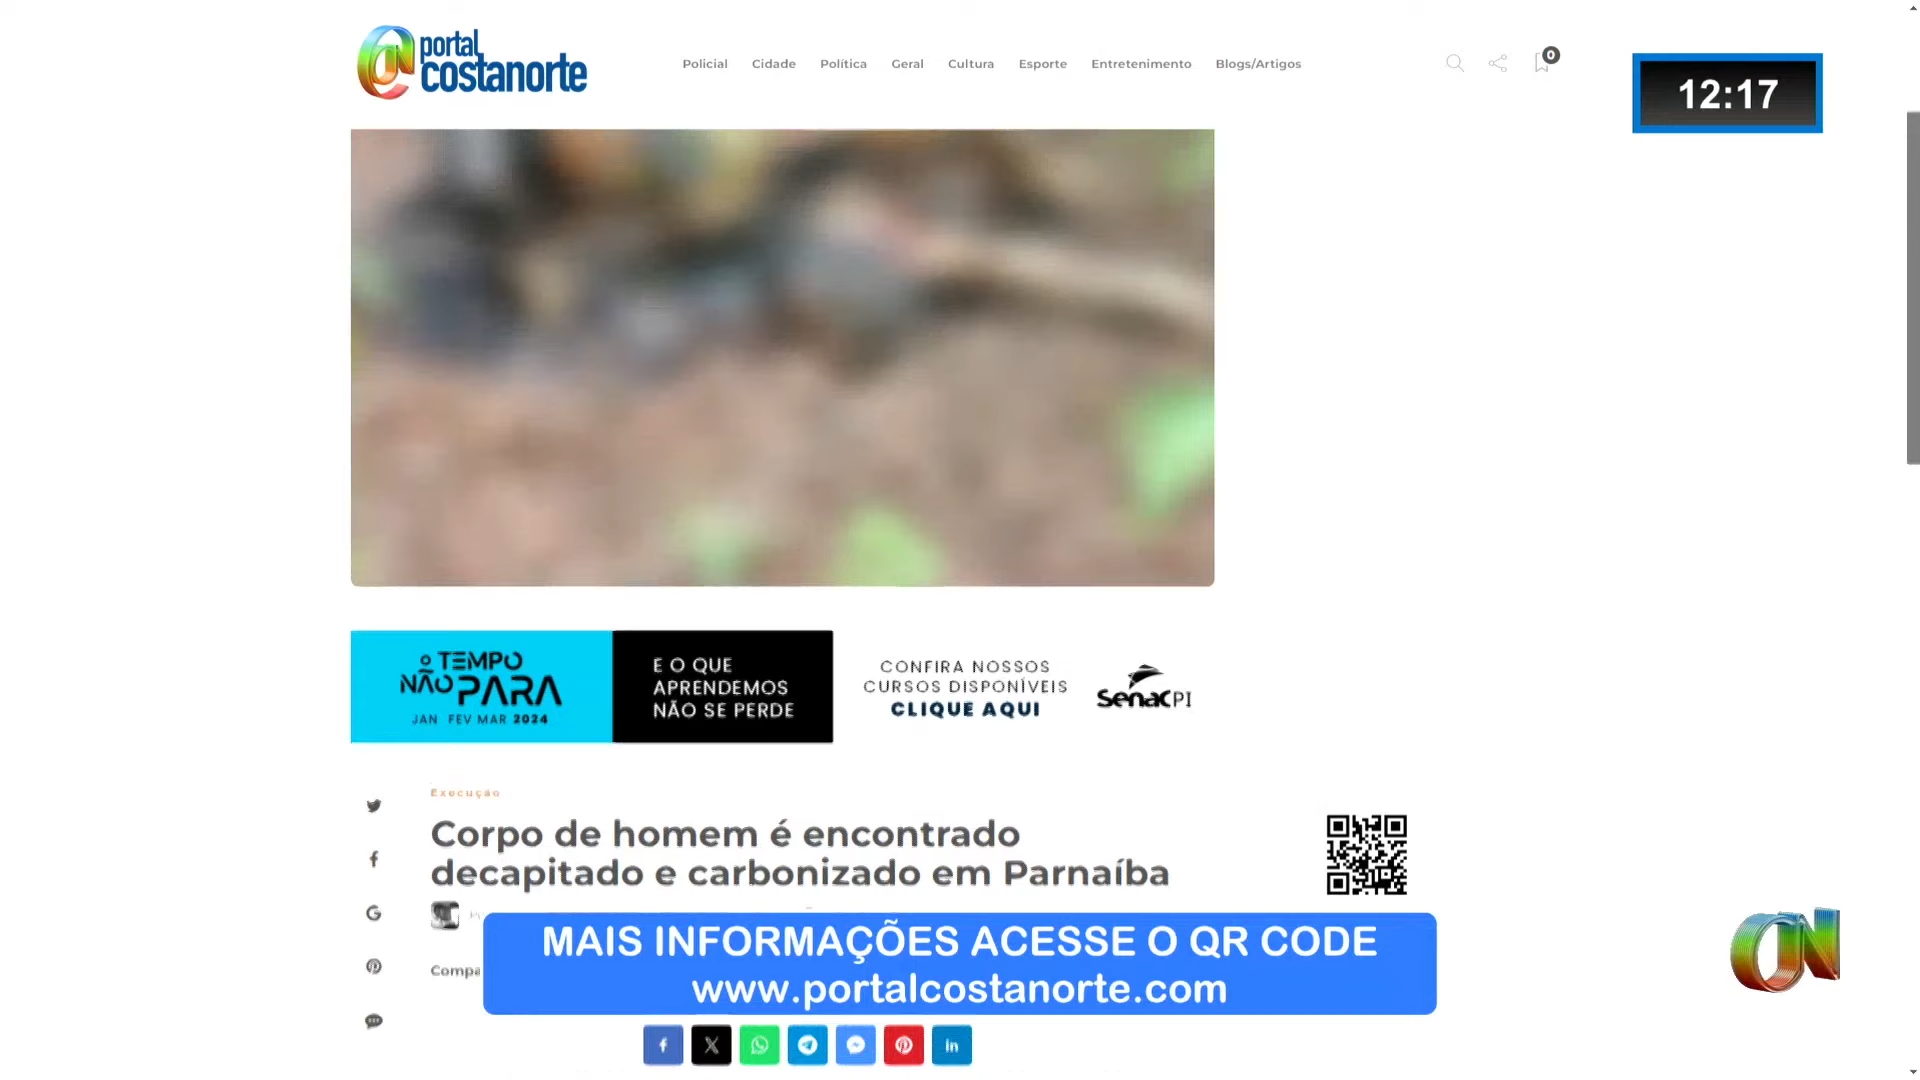 portal
costanorte
Policial Cidade Política Geral Cultura Esporte Entretenimento Blogs/Artigos
0
12:17
O TEMPO
NÃO PARA
JAN FEV MAR 2024
E O QUE
APRENDEMOS
NÃO SE PERDE
CONFIRA NOSSOS
CURSOS DISPONÍVEIS
CLIQUE AQUI
Senac PI
Execução
Corpo de homem é encontrado
decapitado e carbonizado em Parnaíba
MAIS INFORMAÇÕES ACESSE O QR CODE
www.portalcostanorte.com